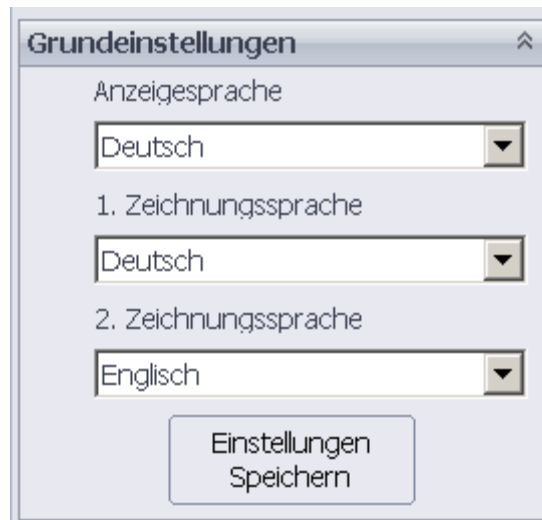 Grundeinstellungen
Anzeigesprache
Deutsch
1. Zeichnungssprache
Deutsch
2. Zeichnungssprache
Englisch
Einstellungen
Speichern